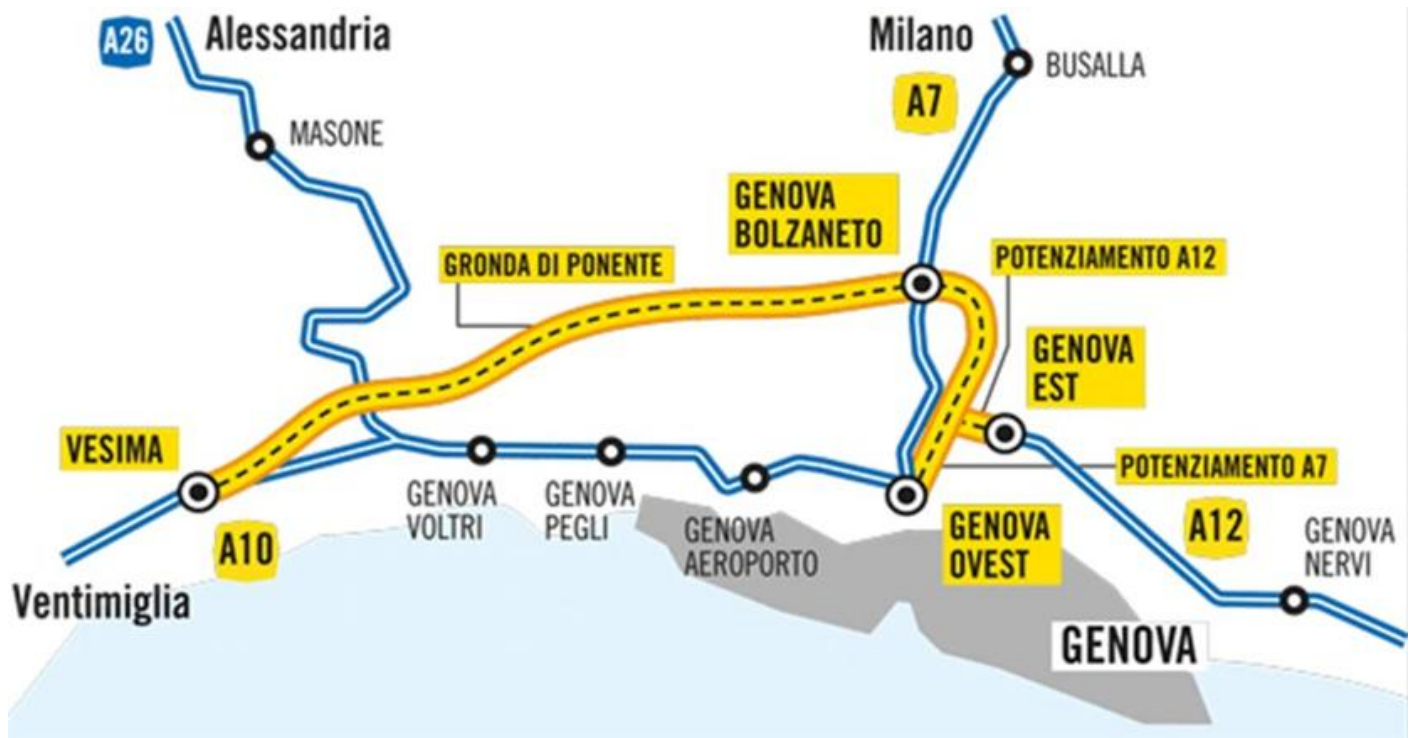 A26
Alessandria
Milano
BUSALLA
A7
MASONE
GENOVA
BOLZANETO
GRONDA DI PONENTE
POTENZIAMENTO A12
GENOVA
EST
VESIMA
POTENZIAMENTO A7
GENOVA
VOLTRI
GENOVA
PEGLI
GENOVA
AEROPORTO
GENOVA
OVEST
A12
GENOVA
NERVI
A10
Ventimiglia
GENOVA